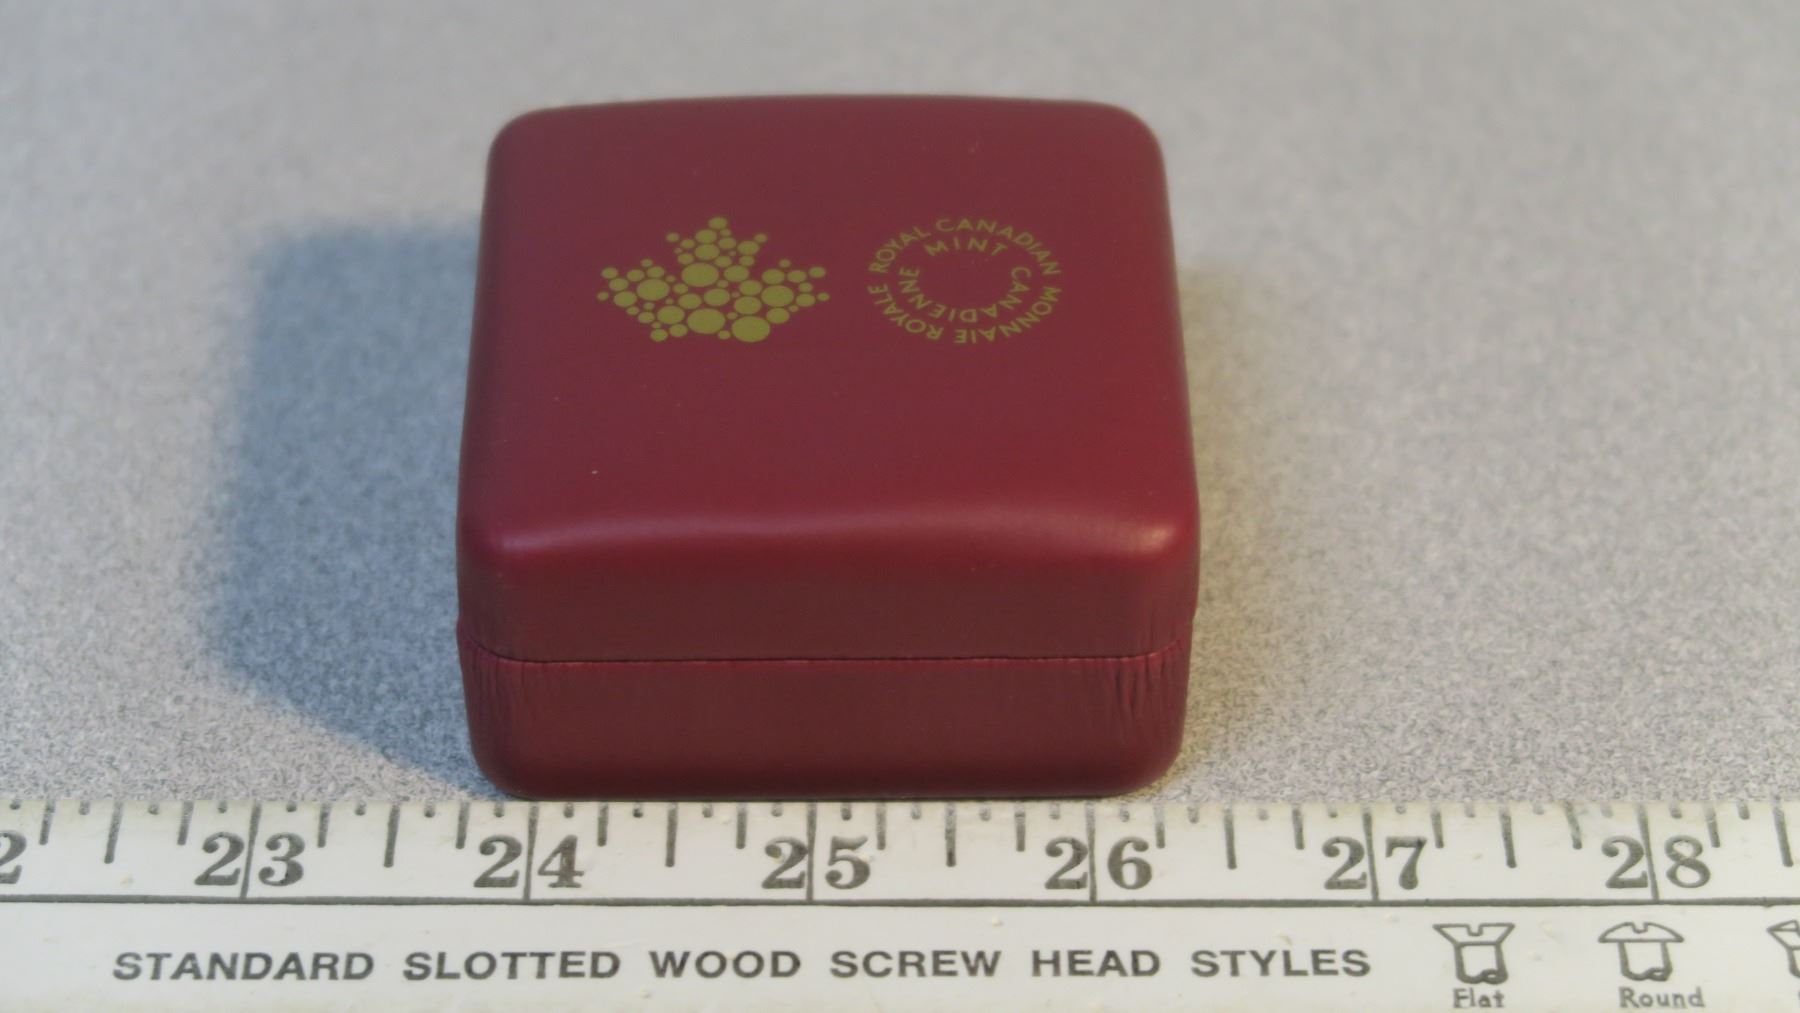 ROYAL CANADIAN MINT
MONNAIE ROYALE CANADIENNE
2 23 24 25 26 27 28
STANDARD SLOTTED WOOD SCREW HEAD STYLES
Flat Round